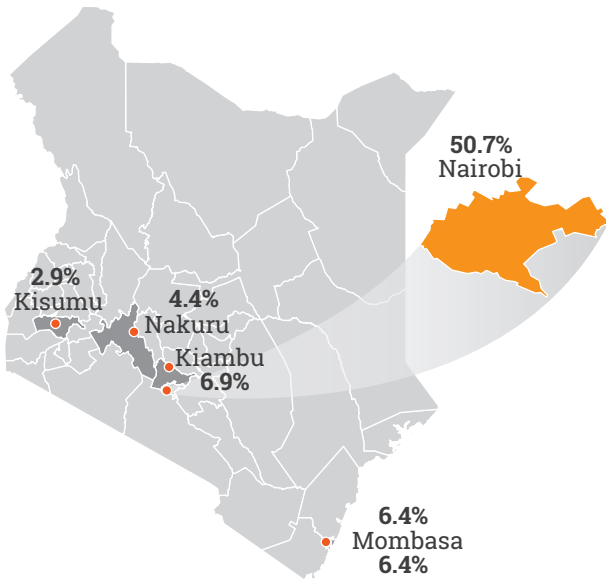 50.7%
Nairobi
2.9%
Kisumu
4.4%
Nakuru
Kiambu
6.9%
6.4%
Mombasa
6.4%